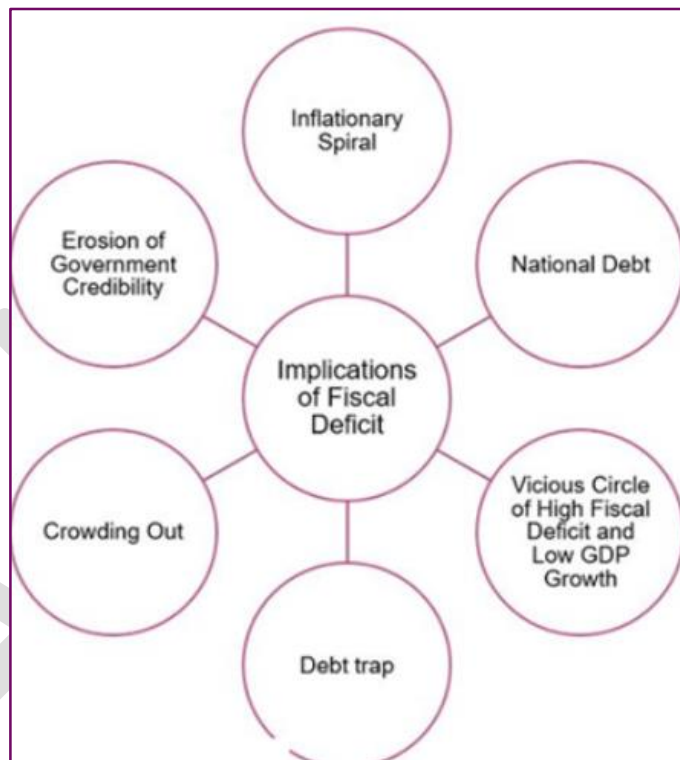 Inflationary
Spiral
Erosion of
Government
Credibility
National Debt
Implications
of Fiscal
Deficit
Crowding Out
Vicious Circle
of High Fiscal
Deficit and
Low GDP
Growth
Debt trap